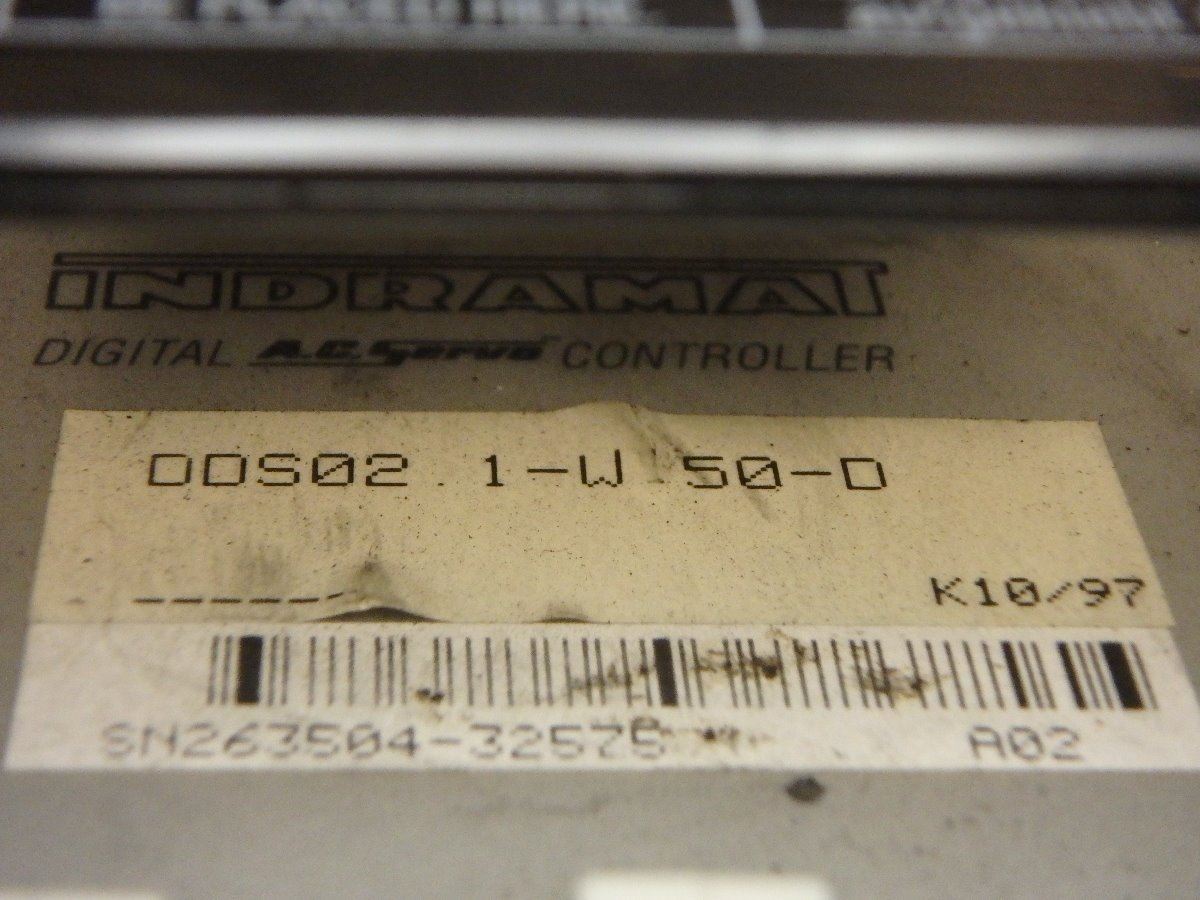 INDRAMAT
DIGITAL A.C. Servo CONTROLLER
DDS02.1-W 50-D
------
K10/97
SN263504-32575 A02